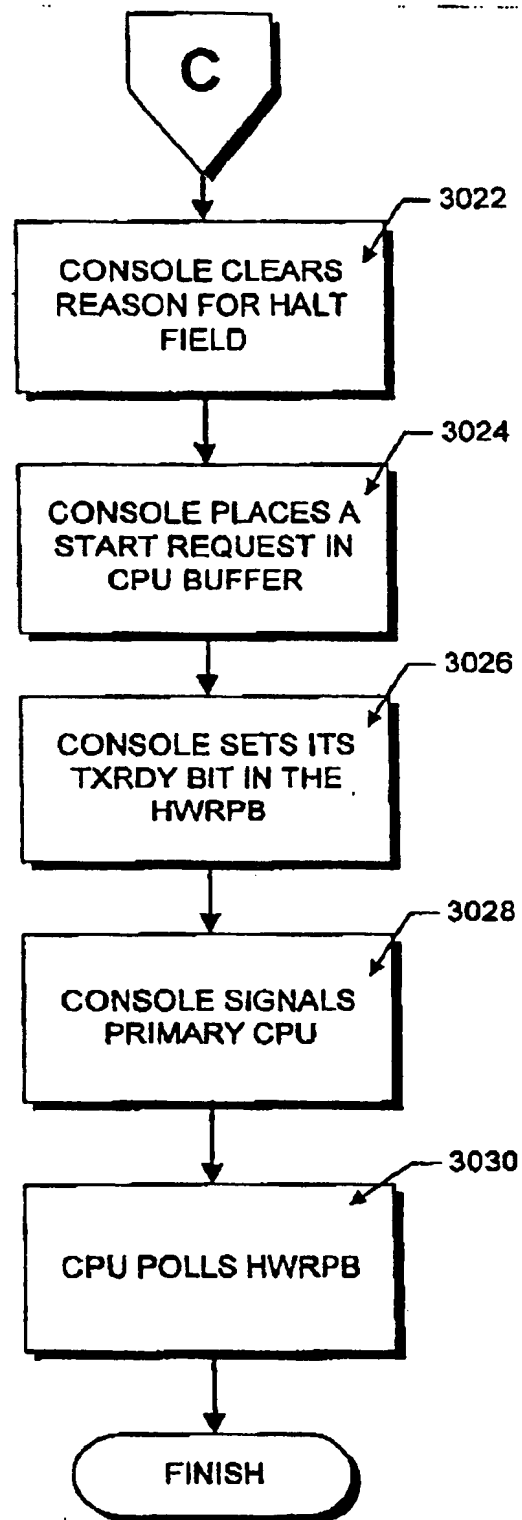 C
3022
CONSOLE CLEARS
REASON FOR HALT
FIELD
3024
CONSOLE PLACES A
START REQUEST IN
CPU BUFFER
3026
CONSOLE SETS ITS
TXRDY BIT IN THE
HWRPB
3028
CONSOLE SIGNALS
PRIMARY CPU
3030
CPU POLLS HWRPB
FINISH